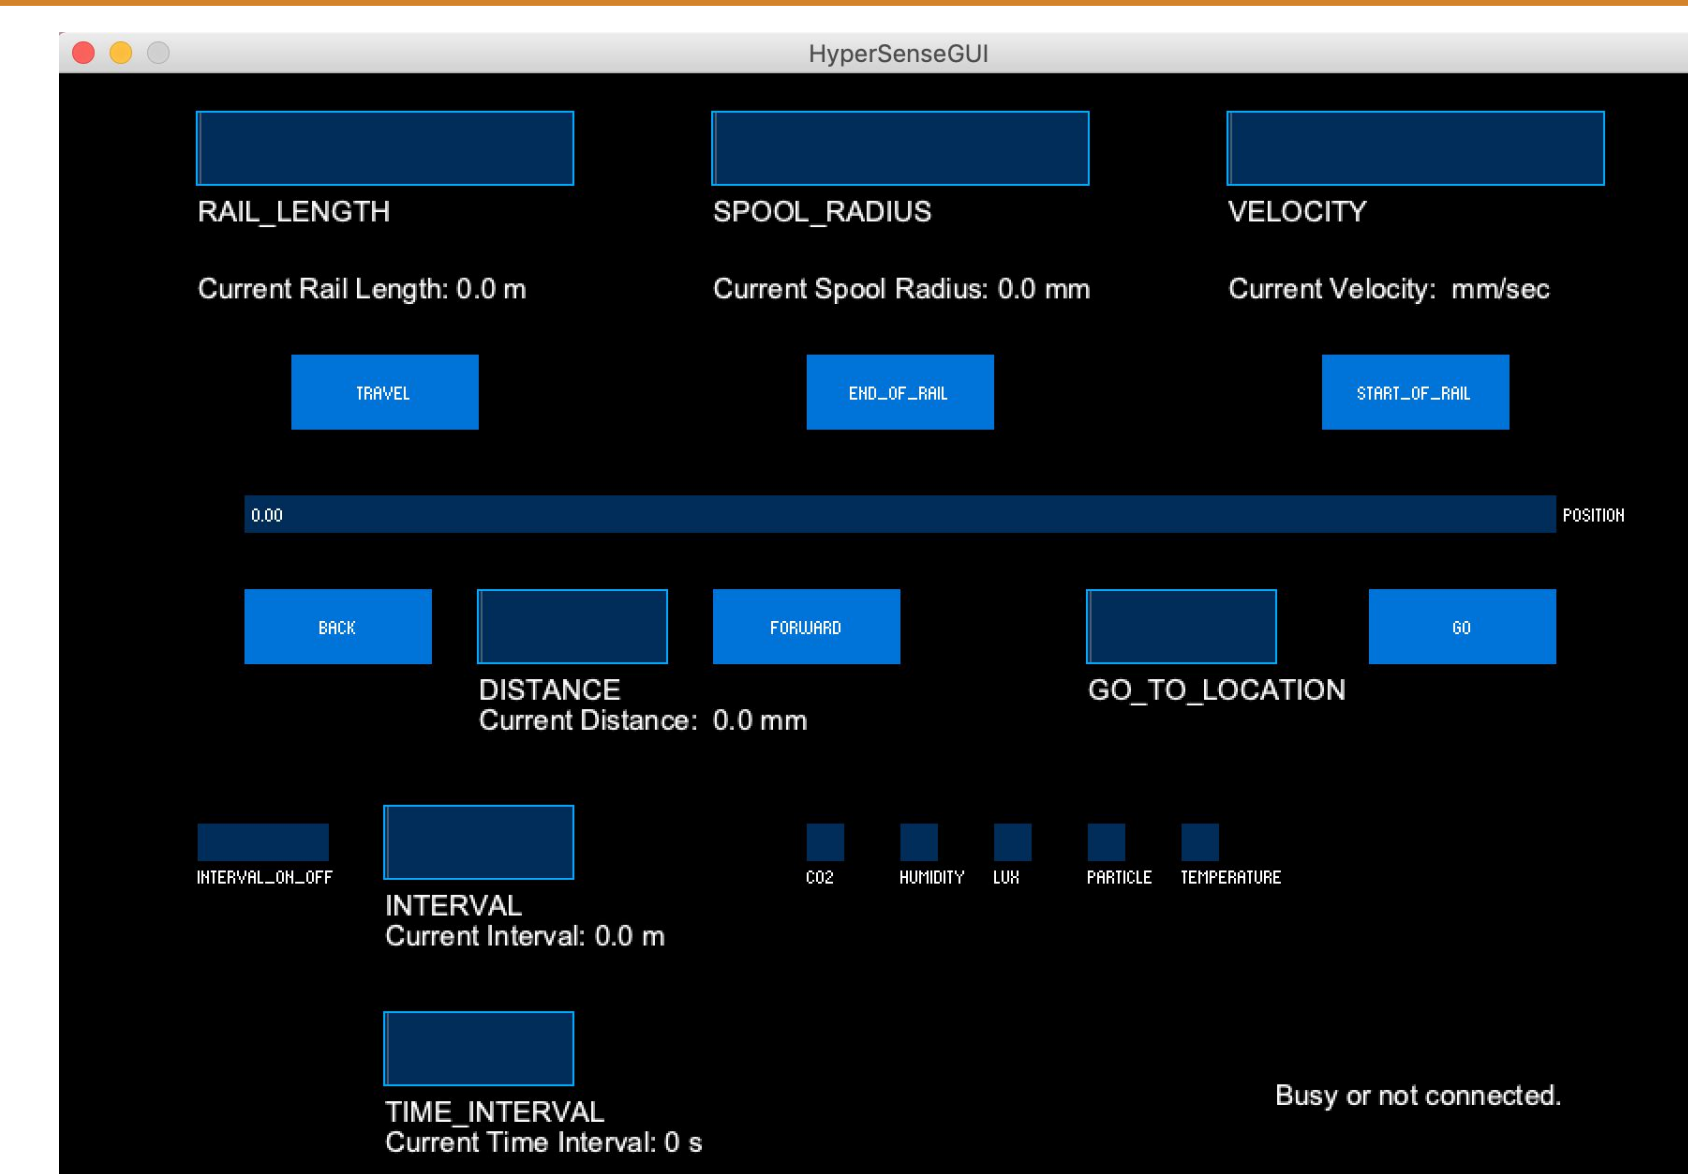 HyperSenseGUI
RAIL_LENGTH
SPOOL_RADIUS
VELOCITY
Current Rail Length: 0.0 m
Current Spool Radius: 0.0 mm
Current Velocity:  mm/sec
TRAVEL
END_OF_RAIL
START_OF_RAIL
0.00
POSITION
BACK
FORWARD
GO
DISTANCE
Current Distance:  0.0 mm
GO_TO_LOCATION
INTERVAL_ON_OFF
CO2
HUMIDITY
LUX
PARTICLE
TEMPERATURE
INTERVAL
Current Interval: 0.0 m
TIME_INTERVAL
Current Time Interval: 0 s
Busy or not connected.